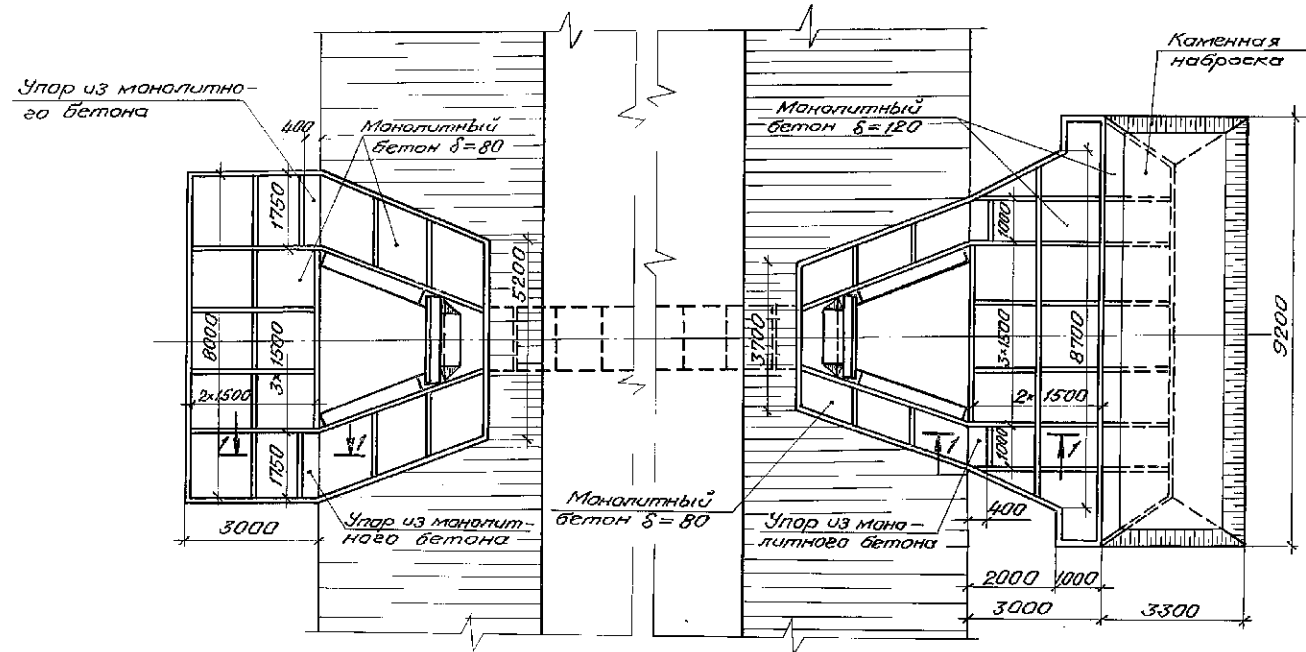 Упор из монолитно-
го бетона
400
Монолитный
бетон δ=80
1750
8000
3×1500
2×1500
1
1
1750
3000
Упор из монолит-
ного бетона
5200
Монолитный
бетон δ=80
Монолитный
бетон δ=120
Каменная
наброска
3700
1000
3×1500
8700
2×1500
9200
1
1
1000
400
Упор из моно-
литного бетона
2000
1000
3000
3300